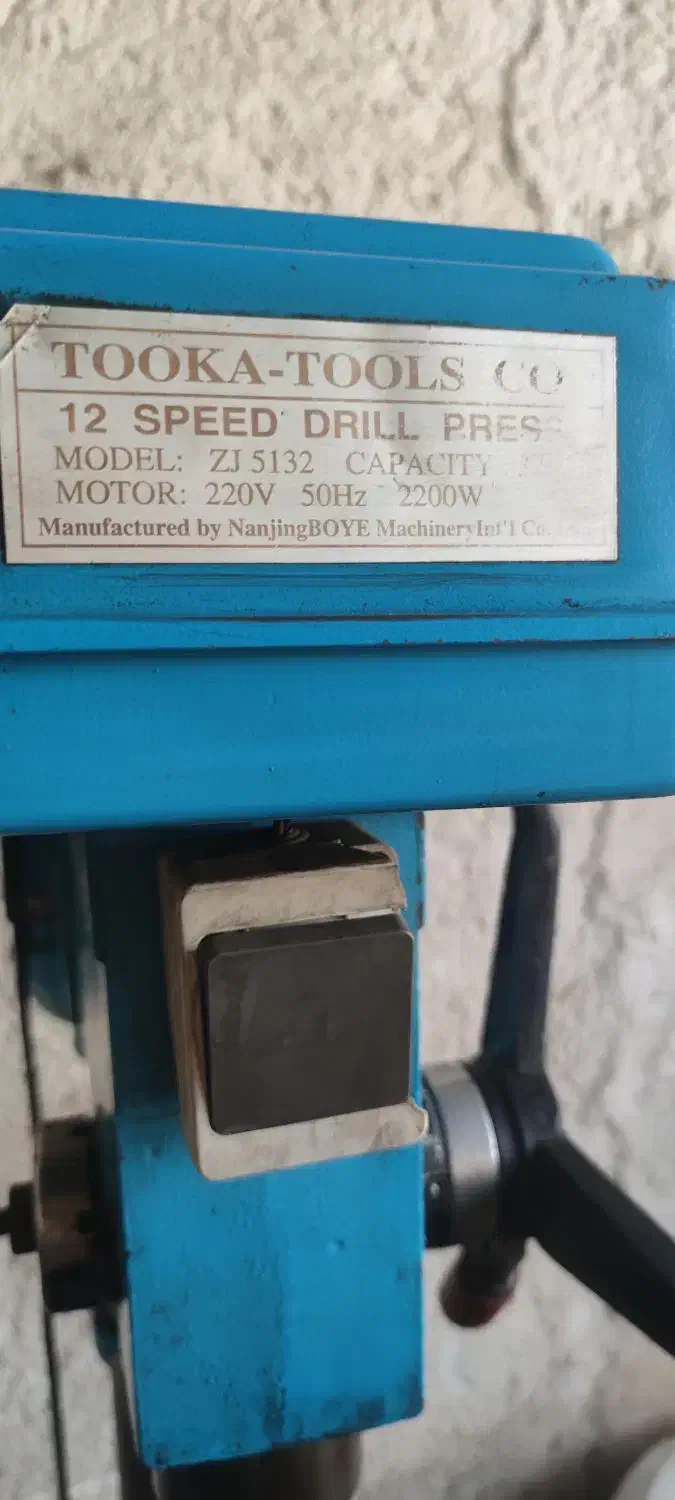 TOOKA-TOOLS CO
12 SPEED DRILL PRESS
MODEL: ZJ 5132 CAPACITY
MOTOR: 220V 50Hz 2200W
Manufactured by NanjingBOYE MachineryInt'l Co.